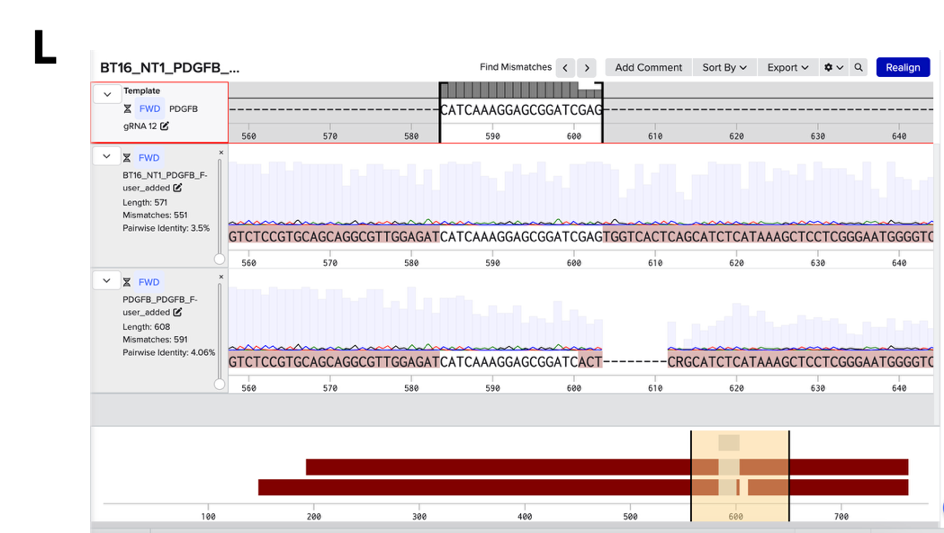 L
BT16_NT1_PDGFB_...
Find Mismatches
Add Comment
Sort By
Export
Realign
Template
FWD PDGFB
gRNA 12
CATCAAAGGAGCGGATCGAG
560 570 580 590 600 610 620 630 640
FWD
BT16_NT1_PDGFB_F-
user_added
Length: 571
Mismatches: 551
Pairwise Identity: 3.5%
GTCTCCGTGCAGCAGGCGTTGGAGATCATCAAAGGAGCGGATCGAGTGGTCACTCAGCATCTCATAAAGCTCCTCGGGAATGGGGTC
560 570 580 590 600 610 620 630 640
FWD
PDGFB_PDGFB_F-
user_added
Length: 608
Mismatches: 591
Pairwise Identity: 4.06%
GTCTCCGTGCAGCAGGCGTTGGAGATCATCAAAGGAGCGGATCACT--------CRGCATCTCATAAAGCTCCTCGGGAATGGGGTC
560 570 580 590 600 610 620 630 640
100 200 300 400 500 600 700